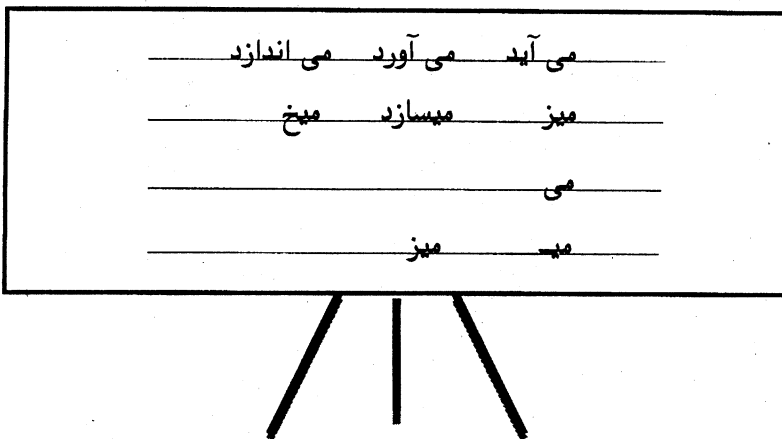 می آید می آورد می اندازد
میز میسازد میخ
می
میـ میز